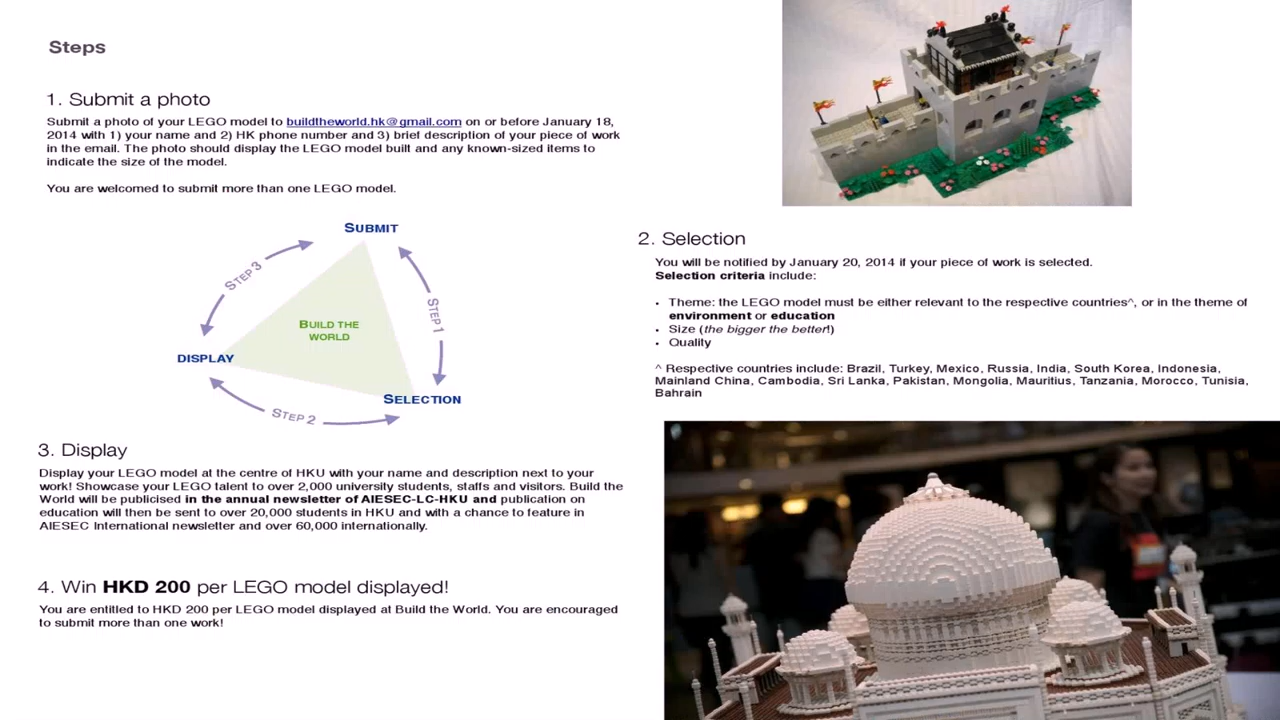 Steps
1. Submit a photo
Submit a photo of your LEGO model to buildtheworld.hk@gmail.com on or before January 18,
2014 with 1) your name and 2) HK phone number and 3) brief description of your piece of work
in the email. The photo should display the LEGO model built and any known-sized items to
indicate the size of the model.
You are welcomed to submit more than one LEGO model.
SUBMIT
STEP 3
STEP 1
BUILD THE
WORLD
DISPLAY
SELECTION
STEP 2
2. Selection
You will be notified by January 20, 2014 if your piece of work is selected.
Selection criteria include:
• Theme: the LEGO model must be either relevant to the respective countries^, or in the theme of
environment or education
• Size (the bigger the better!)
• Quality
^ Respective countries include: Brazil, Turkey, Mexico, Russia, India, South Korea, Indonesia,
Mainland China, Cambodia, Sri Lanka, Pakistan, Mongolia, Mauritius, Tanzania, Morocco, Tunisia,
Bahrain
3. Display
Display your LEGO model at the centre of HKU with your name and description next to your
work! Showcase your LEGO talent to over 2,000 university students, staffs and visitors. Build the
World will be publicised in the annual newsletter of AIESEC-LC-HKU and publication on
education will then be sent to over 20,000 students in HKU and with a chance to feature in
AIESEC International newsletter and over 60,000 internationally.
4. Win HKD 200 per LEGO model displayed!
You are entitled to HKD 200 per LEGO model displayed at Build the World. You are encouraged
to submit more than one work!